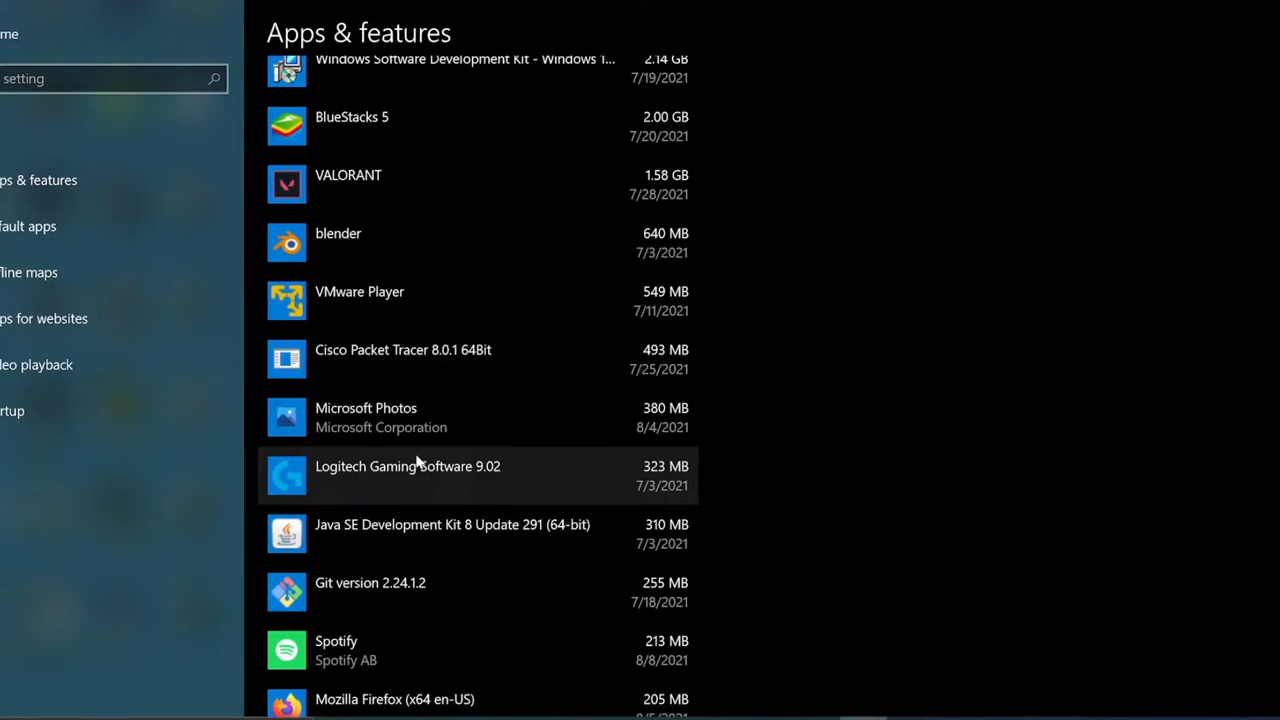 me
Apps & features
setting
ps & features
fault apps
fline maps
ps for websites
leo playback
rtup
Windows Software Development Kit - Windows 1... 2.14 GB
7/19/2021
BlueStacks 5 2.00 GB
7/20/2021
VALORANT 1.58 GB
7/28/2021
blender 640 MB
7/3/2021
VMware Player 549 MB
7/11/2021
Cisco Packet Tracer 8.0.1 64Bit 493 MB
7/25/2021
Microsoft Photos 380 MB
Microsoft Corporation 8/4/2021
Logitech Gaming Software 9.02 323 MB
7/3/2021
Java SE Development Kit 8 Update 291 (64-bit) 310 MB
7/3/2021
Git version 2.24.1.2 255 MB
7/18/2021
Spotify 213 MB
Spotify AB 8/8/2021
Mozilla Firefox (x64 en-US) 205 MB